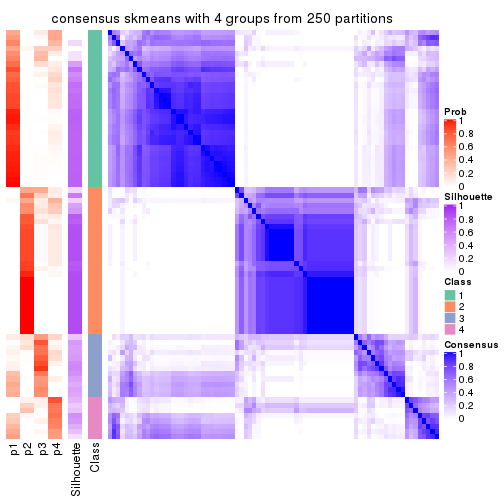 consensus skmeans with 4 groups from 250 partitions
Prob
1
0.8
0.6
0.4
0.2
0
Silhouette
1
0.8
0.6
0.4
0.2
0
Class
1
2
3
4
Consensus
1
0.8
0.6
0.4
0.2
0
p1
p2
p3
p4
Silhouette
Class